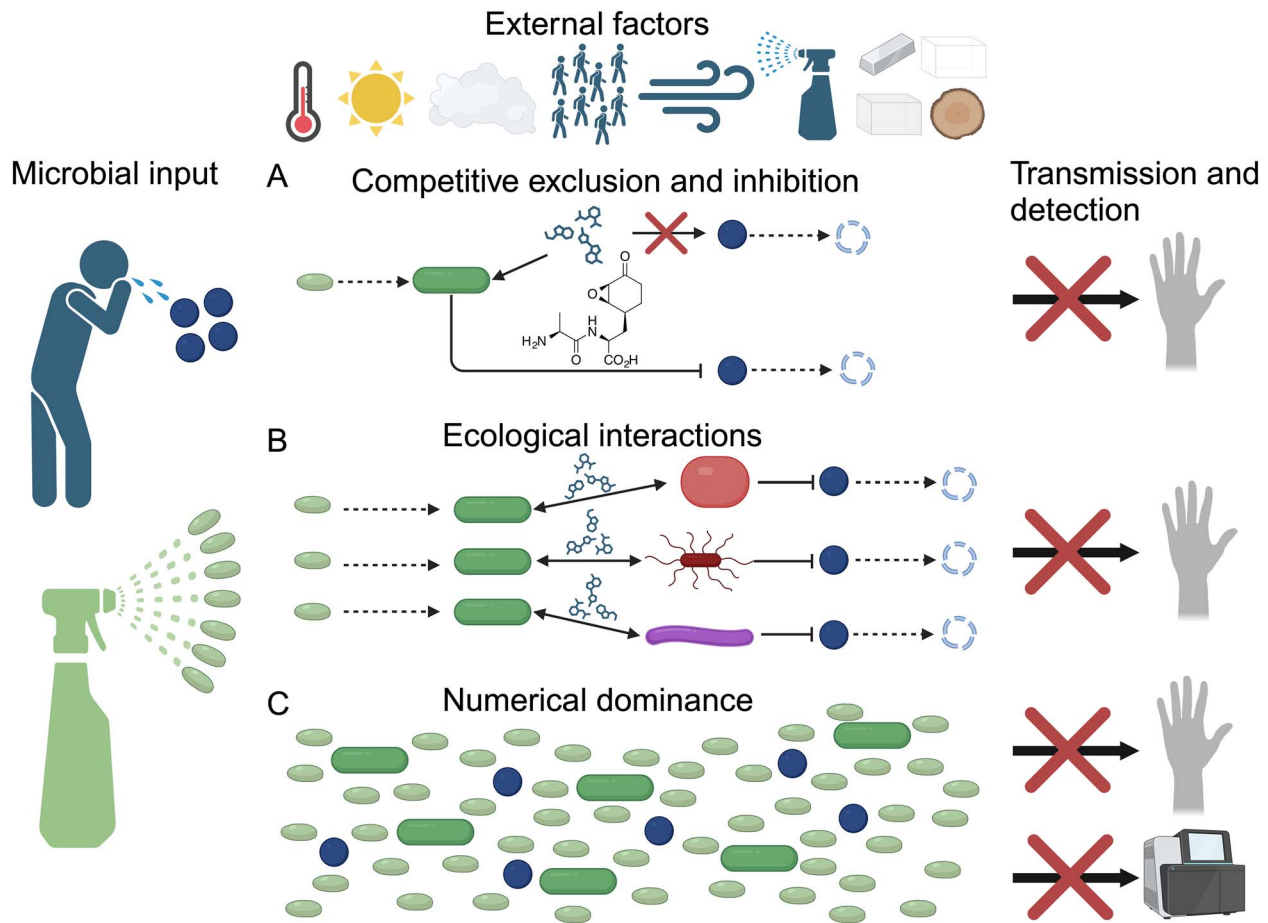 External factors
Microbial input
A
Competitive exclusion and inhibition
Transmission and
detection
O
O
H
N
H₂N
O
CO₂H
B
Ecological interactions
C
Numerical dominance